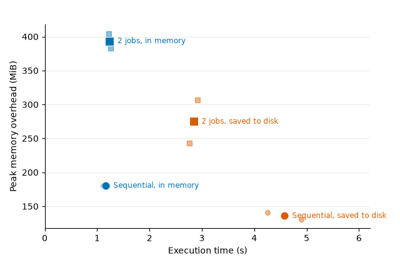 400
350
300
250
200
150
Peak memory overhead (MiB)
2 jobs, in memory
2 jobs, saved to disk
Sequential, in memory
Sequential, saved to disk
0
1
2
3
4
5
6
Execution time (s)